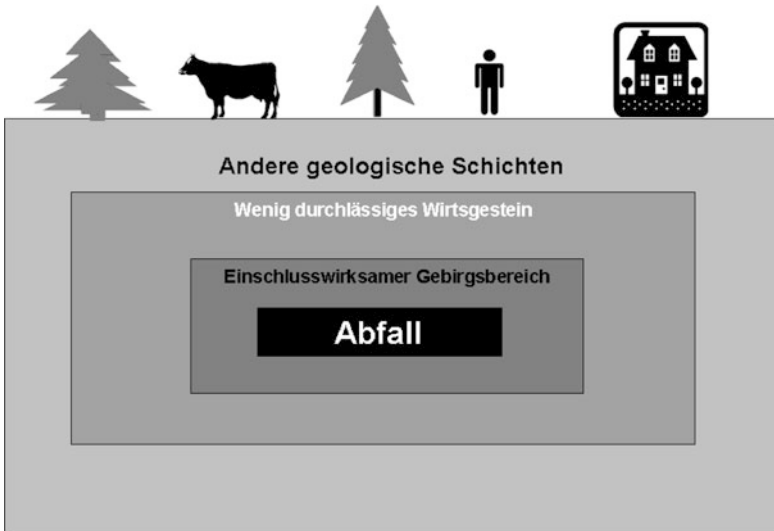 Andere geologische Schichten
Wenig durchlässiges Wirtsgestein
Einschlusswirksamer Gebirgsbereich
Abfall